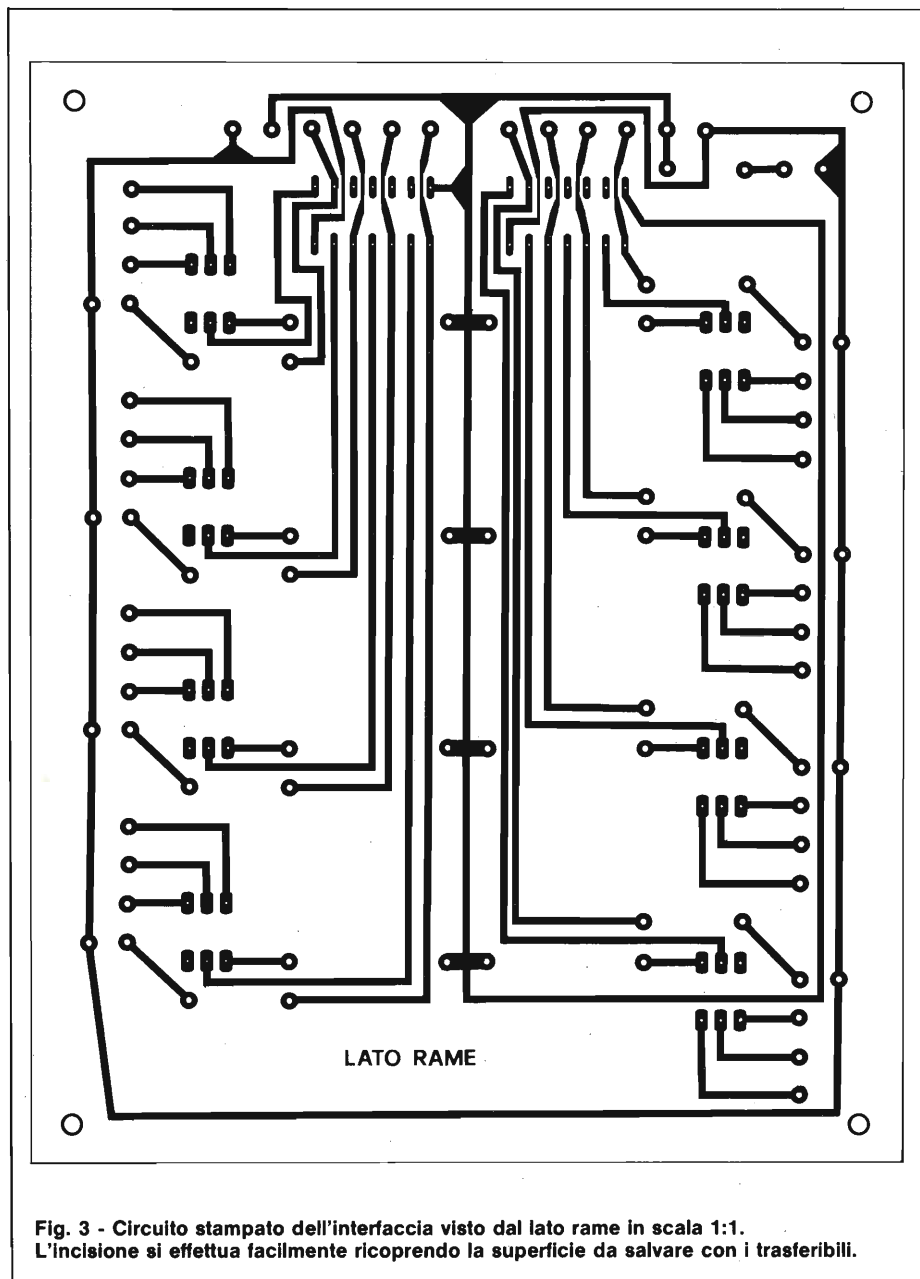 LATO RAME
Fig. 3 - Circuito stampato dell'interfaccia visto dal lato rame in scala 1:1.
L'incisione si effettua facilmente ricoprendo la superficie da salvare con i trasferibili.